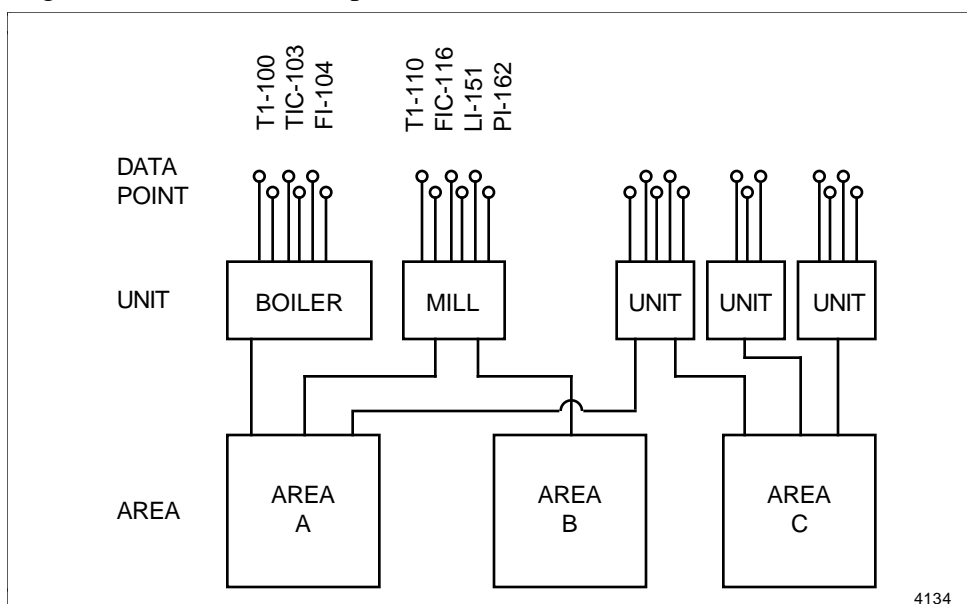 T1-100
TIC-103
FI-104
T1-110
FIC-116
LI-151
PI-162
DATA
POINT
UNIT
BOILER
MILL
UNIT
UNIT
UNIT
AREA
AREA
A
AREA
B
AREA
C
4134